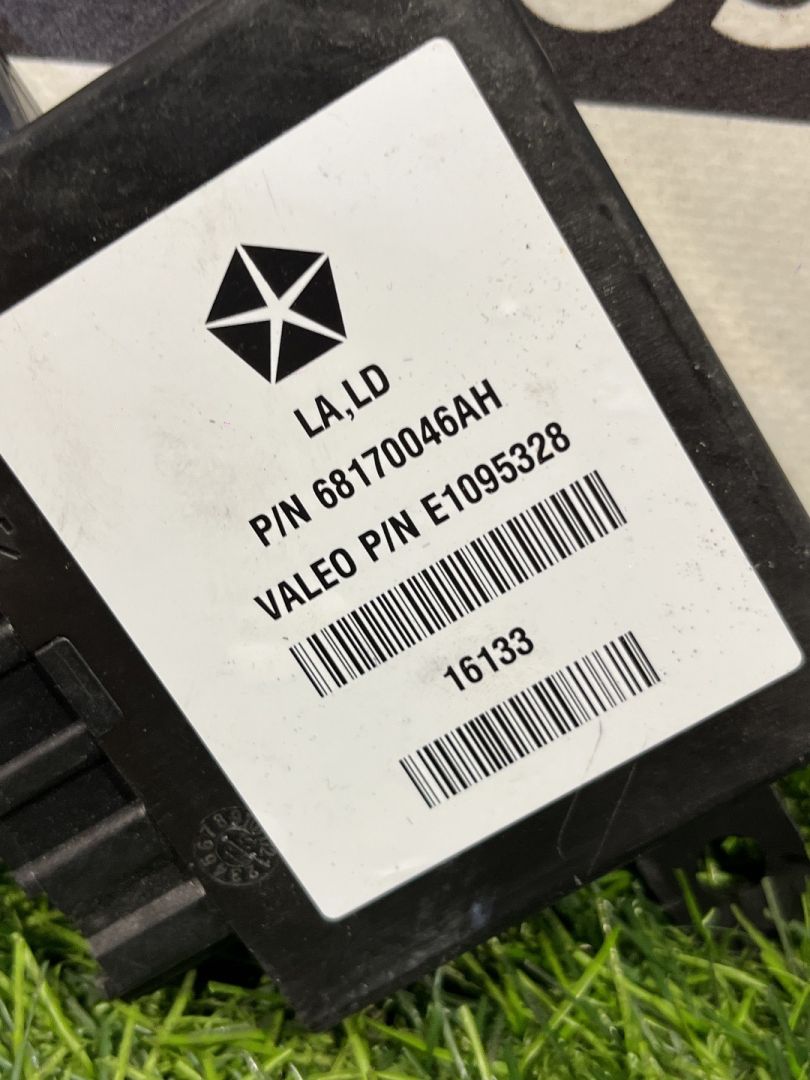 LA,LD
P/N 68170046AH
VALEO P/N E1095328
16133